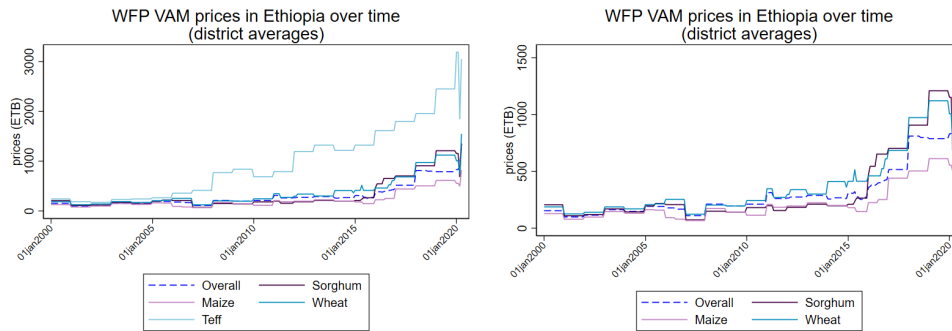 WFP VAM prices in Ethiopia over time
(district averages)
prices (ETB)
3000
2000
1000
0
01jan2000
01jan2005
01jan2010
01jan2015
01jan2020
Overall
Sorghum
Maize
Wheat
Teff
WFP VAM prices in Ethiopia over time
(district averages)
prices (ETB)
1500
1000
500
0
01jan2000
01jan2005
01jan2010
01jan2015
01jan2020
Overall
Sorghum
Maize
Wheat